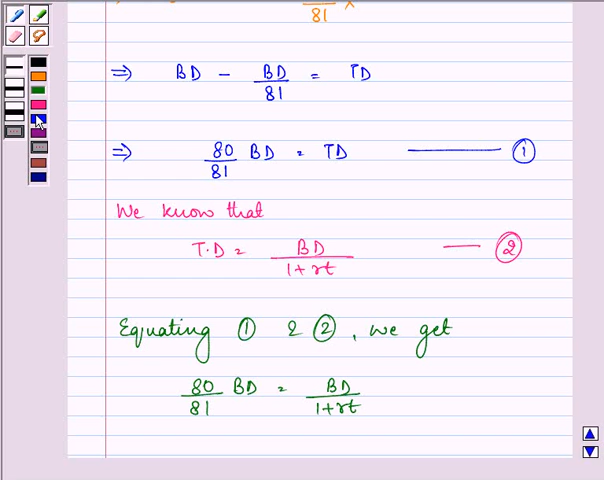 81
⇒ BD - BD/81 = TD
⇒ 80/81 BD = TD ——— ①
We know that
T.D = BD/1+rt — ②
Equating ① & ②, we get
80/81 BD = BD/1+rt